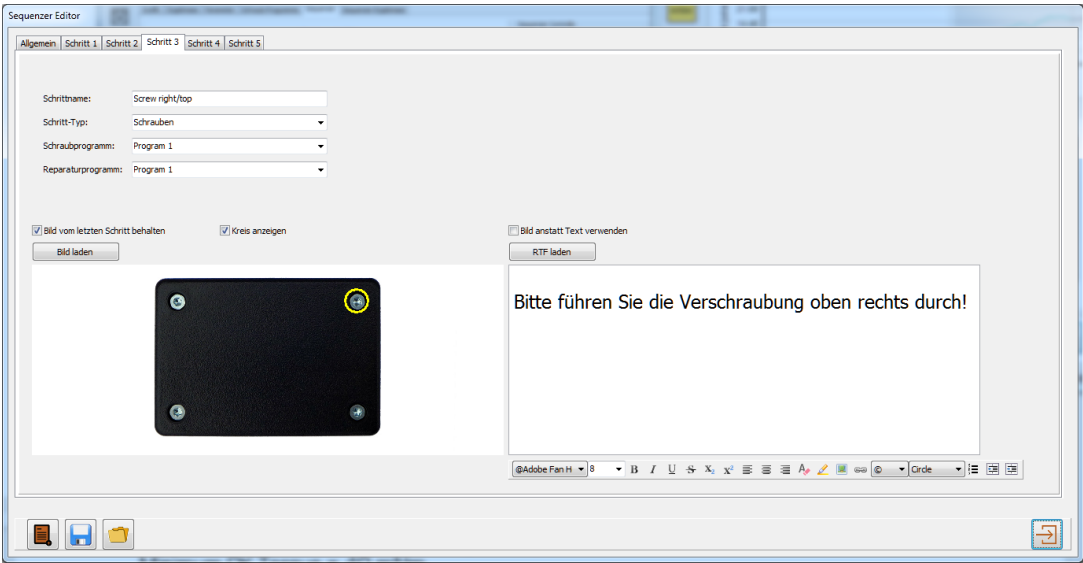 Sequenzer Editor
Allgemein Schritt 1 Schritt 2 Schritt 3 Schritt 4 Schritt 5
Schrittname: Screw right/top
Schritt-Typ: Schrauben
Schraubprogramm: Program 1
Reparaturprogramm: Program 1
Bild vom letzten Schritt behalten Kreis anzeigen Bild anstatt Text verwenden
Bild laden RTF laden
Bitte führen Sie die Verschraubung oben rechts durch!
@Adobe Fan H 8 B I U S X₂ X² © Circle